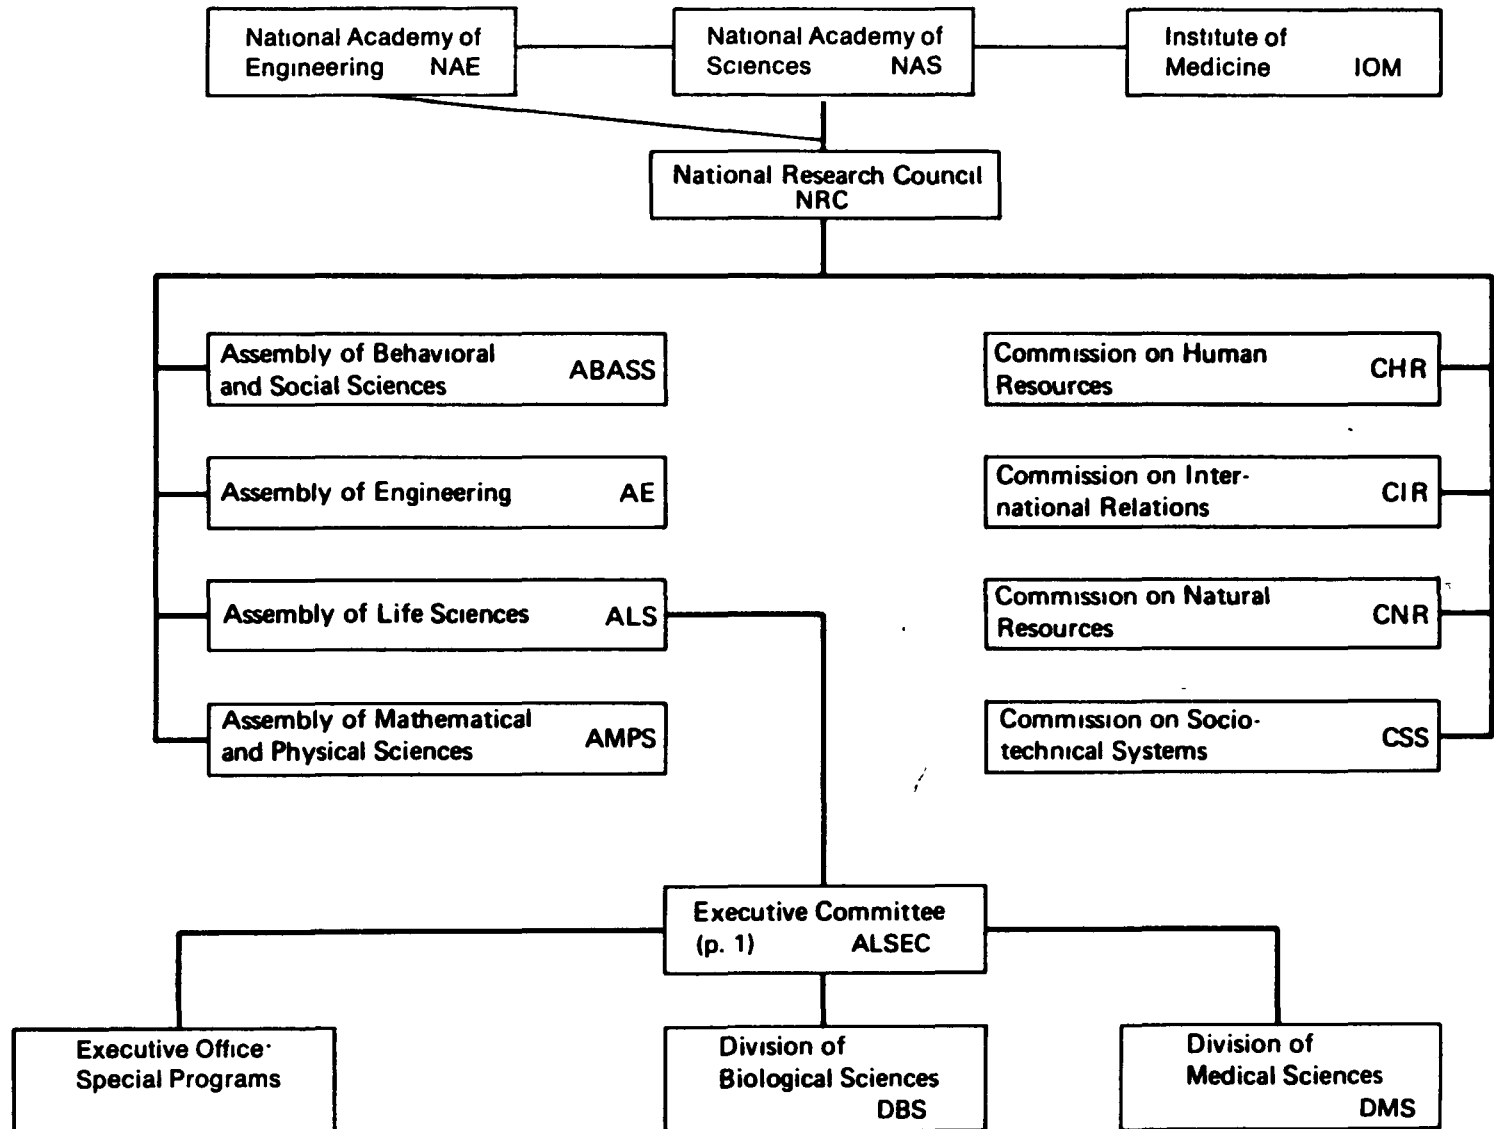 National Academy of
Engineering NAE
National Academy of
Sciences NAS
Institute of
Medicine IOM
National Research Council
NRC
Assembly of Behavioral
and Social Sciences ABASS
Commission on Human
Resources CHR
Assembly of Engineering AE
Commission on Inter-
national Relations CIR
Assembly of Life Sciences ALS
Commission on Natural
Resources CNR
Assembly of Mathematical
and Physical Sciences AMPS
Commission on Socio-
technical Systems CSS
Executive Committee
(p. 1) ALSEC
Executive Office·
Special Programs
Division of
Biological Sciences
DBS
Division of
Medical Sciences
DMS